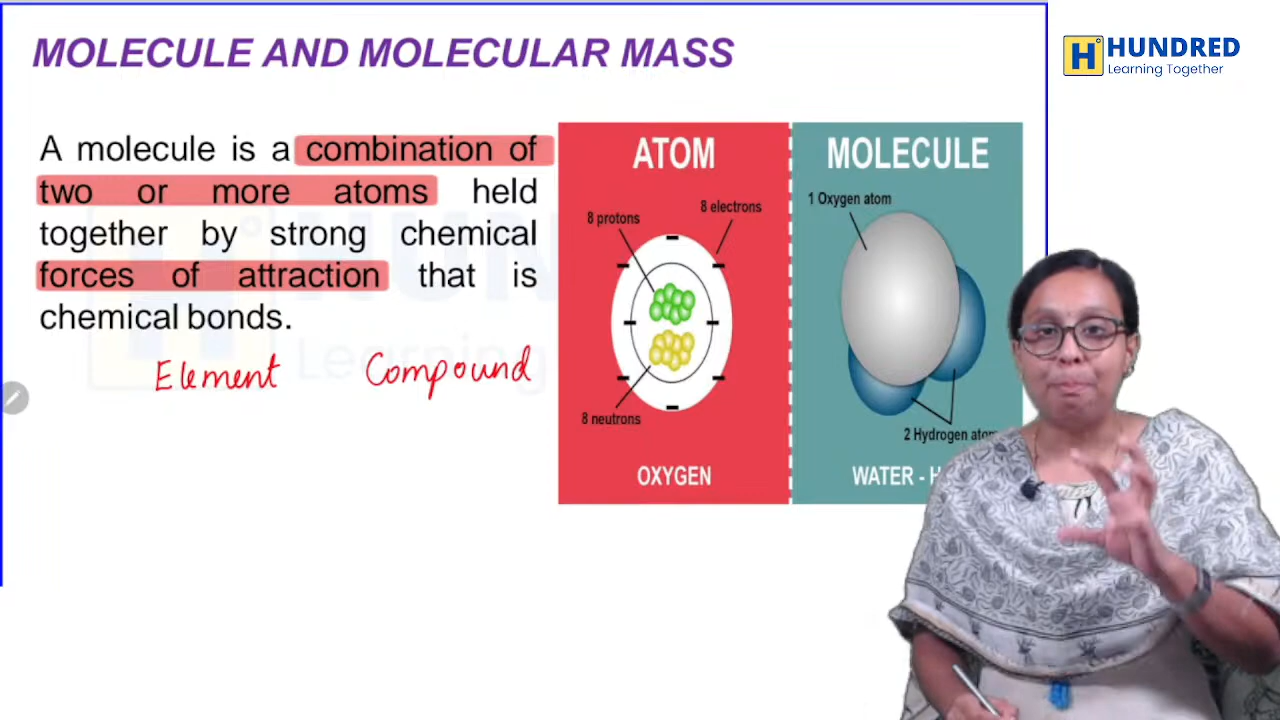 MOLECULE AND MOLECULAR MASS
HUNDRED
Learning Together
A molecule is a combination of
two or more atoms held
together by strong chemical
forces of attraction that is
chemical bonds.
Element Compound
ATOM
8 protons
8 electrons
8 neutrons
OXYGEN
MOLECULE
1 Oxygen atom
2 Hydrogen
WATER - H